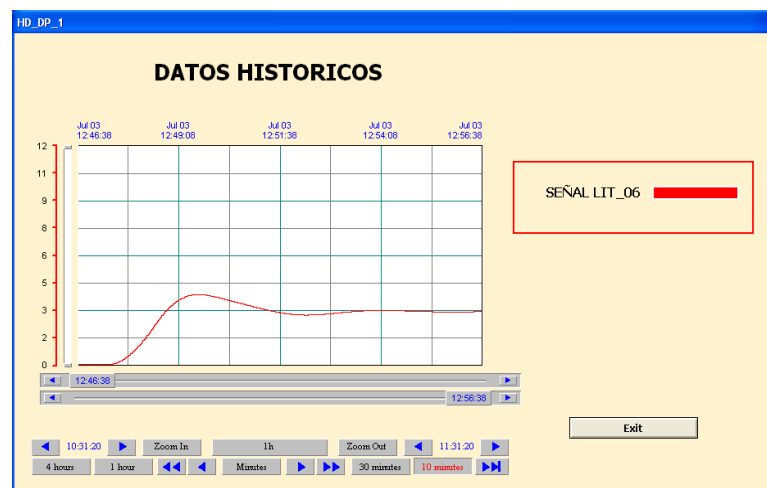 HD_DP_1
DATOS HISTORICOS
Jul 03 Jul 03 Jul 03 Jul 03 Jul 03
12:46:38 12:49:08 12:51:38 12:54:08 12:56:38
12
11
9
8
6
5
3
2
0
SEÑAL LIT_06
12:46:38
12:56:38
Exit
10:31:20 Zoom In 1h Zoom Out 11:31:20
4 hours 1 hour Minutes 30 minutes 10 minutes